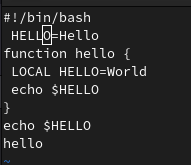 #!/bin/bash
HELLO=Hello
function hello {
LOCAL HELLO=World
echo $HELLO
}
echo $HELLO
hello
~